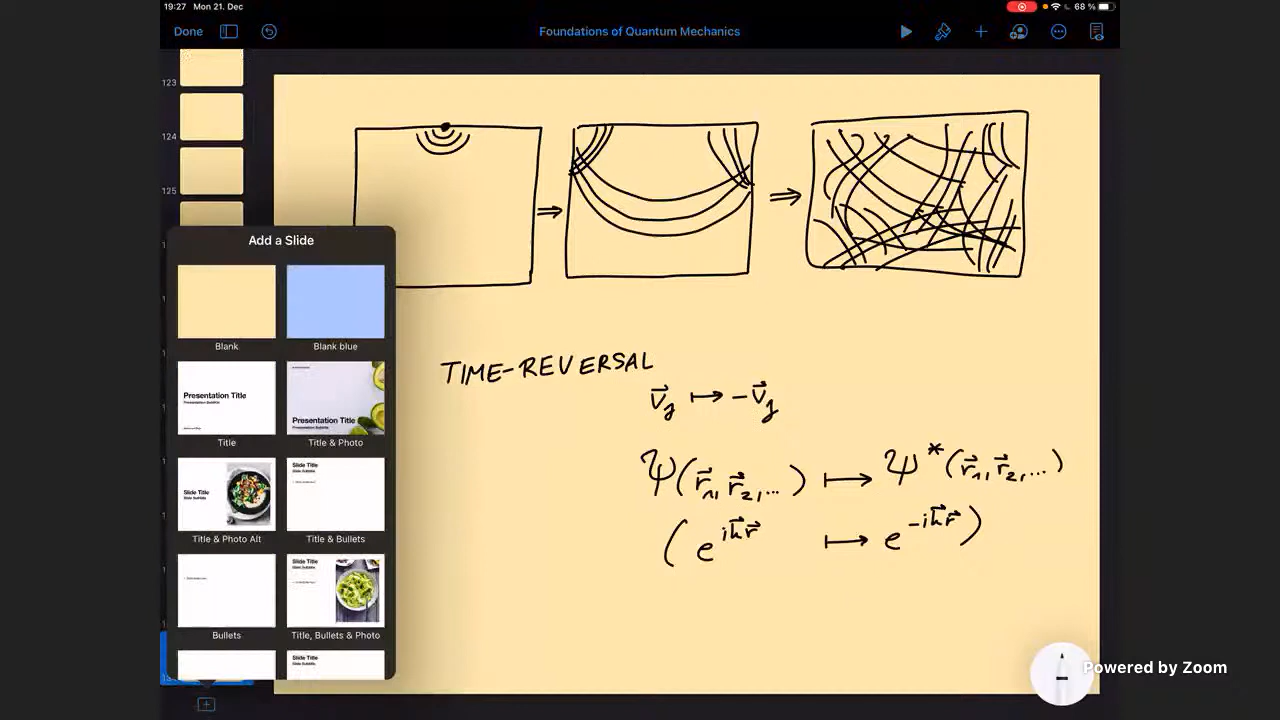 19:27 Mon 21. Dec
68 %
Done
Foundations of Quantum Mechanics
123
124
125
Add a Slide
Blank
Blank blue
Presentation Title
Title
Presentation Title
Title & Photo
Slide Title
Title & Photo Alt
Slide Title
Title & Bullets
Bullets
Slide Title
Title, Bullets & Photo
Slide Title
TIME-REVERSAL
v⃗_j ↦ -v⃗_j
Ψ(r⃗₁, r⃗₂, ...) ↦ Ψ*(r⃗₁, r⃗₂, ...)
(e^{ik⃗r⃗} ↦ e^{-ik⃗r⃗})
Powered by Zoom